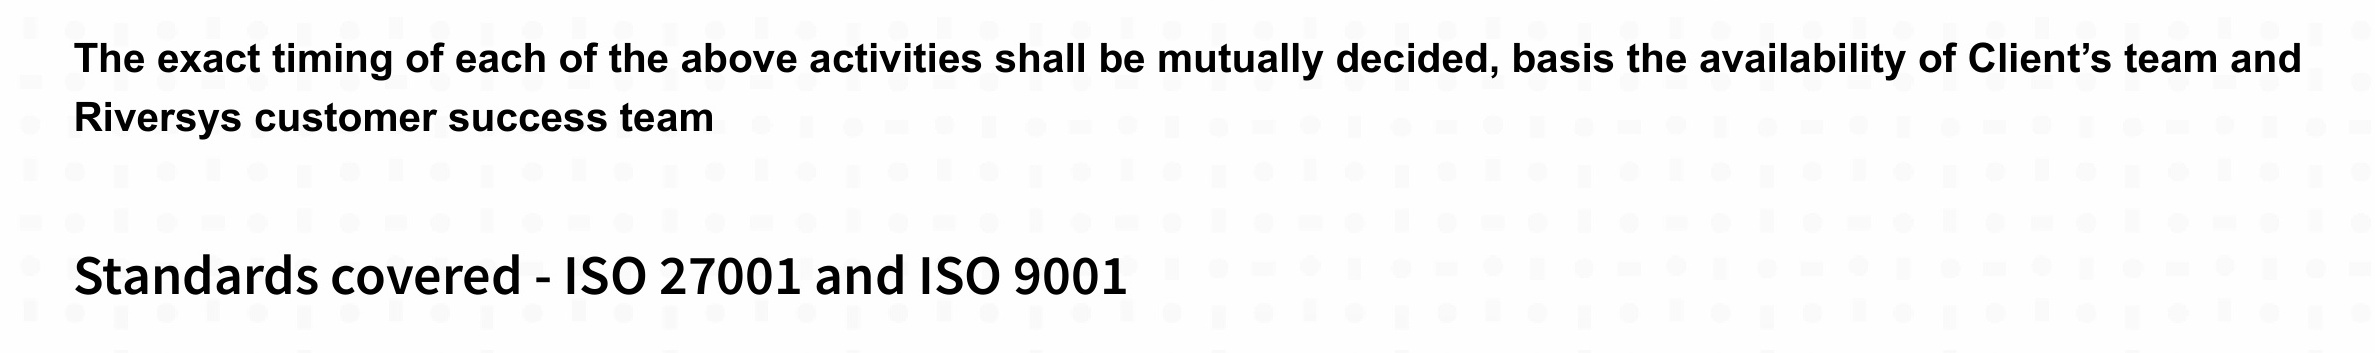 The exact timing of each of the above activities shall be mutually decided, basis the availability of Client’s team and
Riversys customer success team
Standards covered - ISO 27001 and ISO 9001